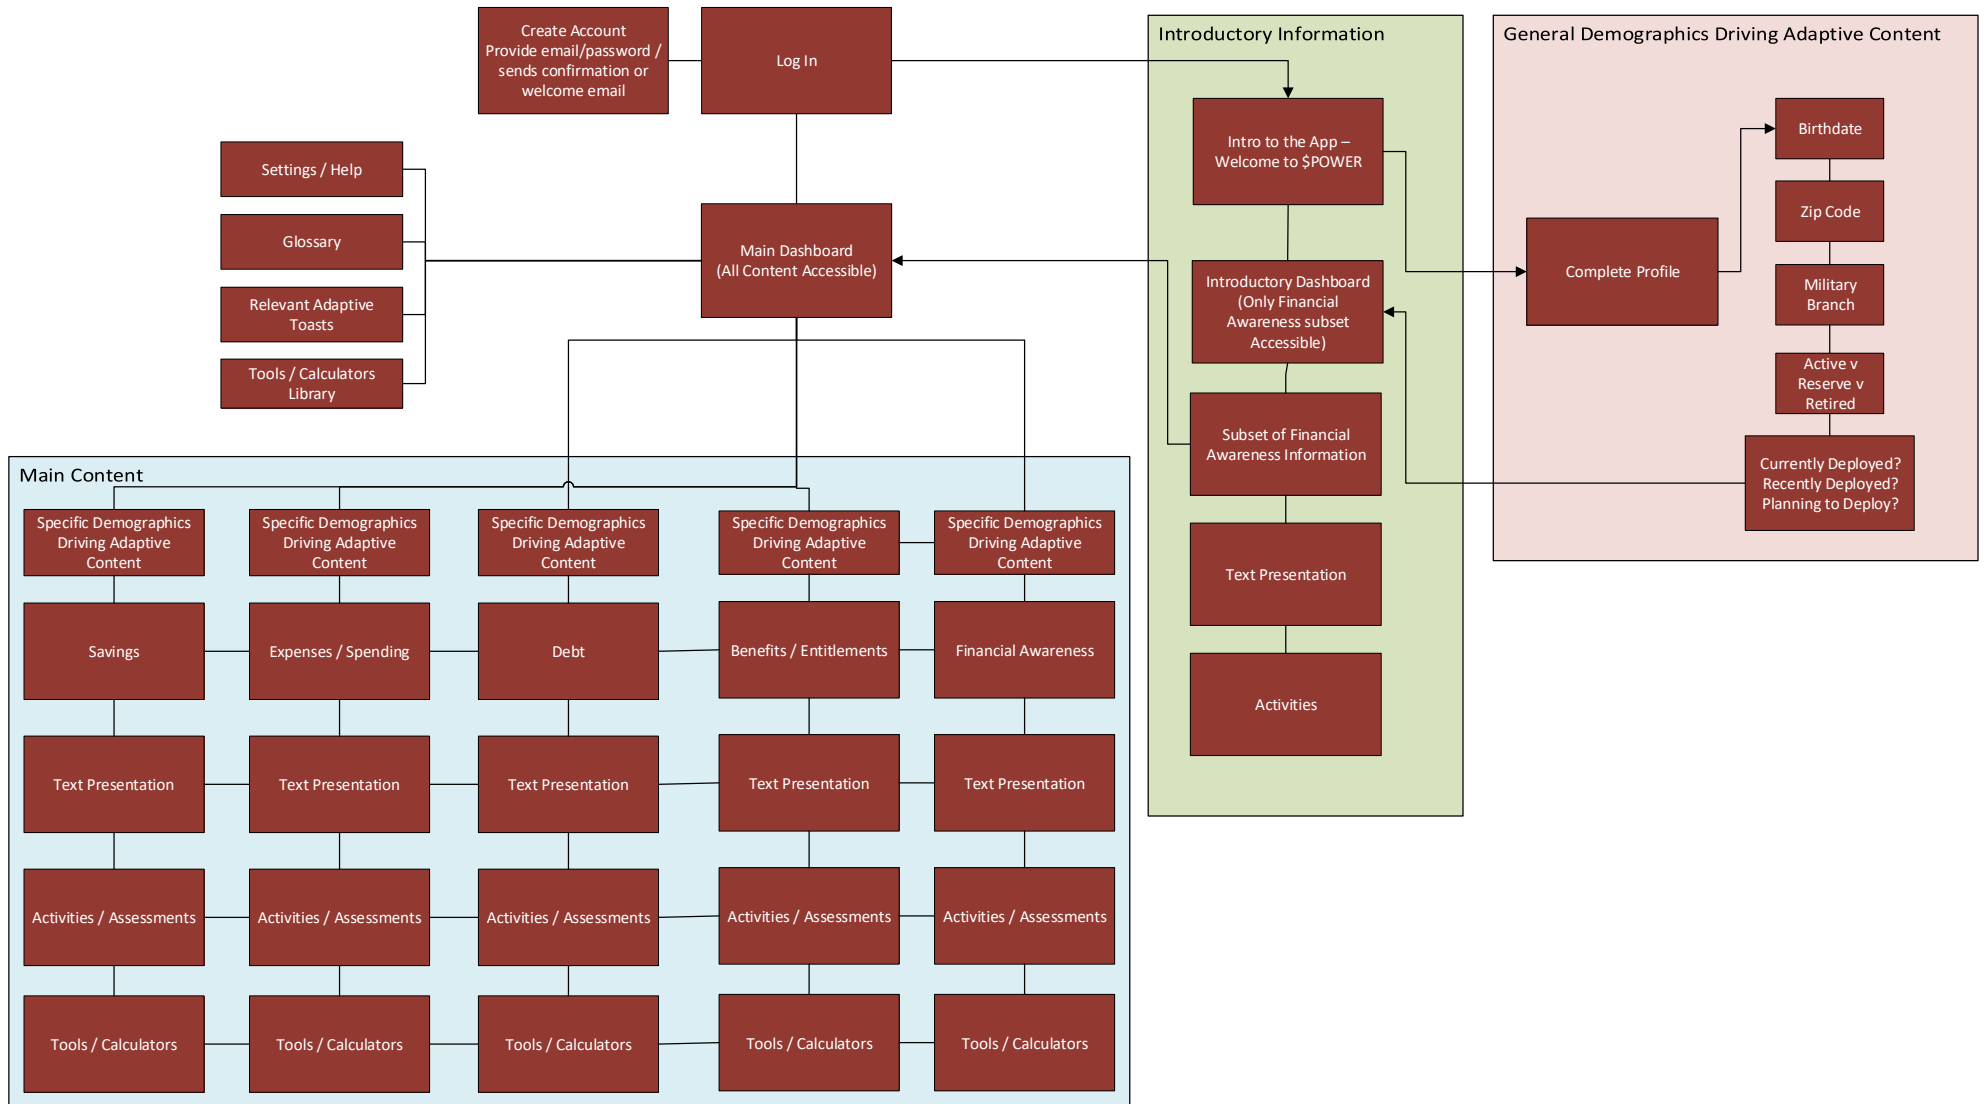 Create Account
Provide email/password /
sends confirmation or
welcome email
Log In
Introductory Information
General Demographics Driving Adaptive Content
Settings / Help
Glossary
Relevant Adaptive
Toasts
Tools / Calculators
Library
Main Dashboard
(All Content Accessible)
Intro to the App –
Welcome to $POWER
Introductory Dashboard
(Only Financial
Awareness subset
Accessible)
Subset of Financial
Awareness Information
Text Presentation
Activities
Complete Profile
Birthdate
Zip Code
Military
Branch
Active v
Reserve v
Retired
Currently Deployed?
Recently Deployed?
Planning to Deploy?
Main Content
Specific Demographics
Driving Adaptive
Content
Specific Demographics
Driving Adaptive
Content
Specific Demographics
Driving Adaptive
Content
Specific Demographics
Driving Adaptive
Content
Specific Demographics
Driving Adaptive
Content
Savings
Expenses / Spending
Debt
Benefits / Entitlements
Financial Awareness
Text Presentation
Text Presentation
Text Presentation
Text Presentation
Text Presentation
Activities / Assessments
Activities / Assessments
Activities / Assessments
Activities / Assessments
Activities / Assessments
Tools / Calculators
Tools / Calculators
Tools / Calculators
Tools / Calculators
Tools / Calculators